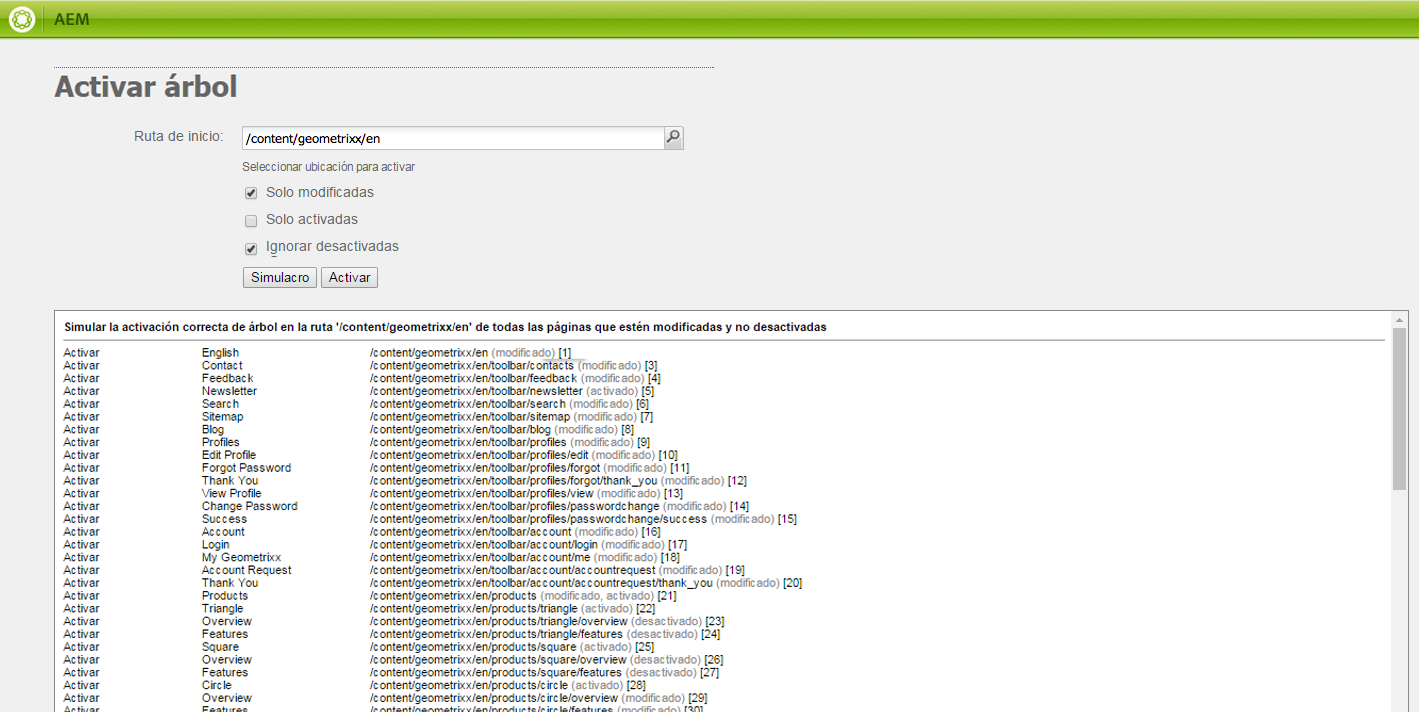 AEM
Activar árbol
Ruta de inicio: /content/geometrixx/en
Seleccionar ubicación para activar
Solo modificadas
Solo activadas
Ignorar desactivadas
Simulacro Activar
Simular la activación correcta de árbol en la ruta '/content/geometrixx/en' de todas las páginas que estén modificadas y no desactivadas
Activar English /content/geometrixx/en (modificado) [1]
Activar Contact /content/geometrixx/en/toolbar/contacts (modificado) [3]
Activar Feedback /content/geometrixx/en/toolbar/feedback (modificado) [4]
Activar Newsletter /content/geometrixx/en/toolbar/newsletter (activado) [5]
Activar Search /content/geometrixx/en/toolbar/search (modificado) [6]
Activar Sitemap /content/geometrixx/en/toolbar/sitemap (modificado) [7]
Activar Blog /content/geometrixx/en/toolbar/blog (modificado) [8]
Activar Profiles /content/geometrixx/en/toolbar/profiles (modificado) [9]
Activar Edit Profile /content/geometrixx/en/toolbar/profiles/edit (modificado) [10]
Activar Forgot Password /content/geometrixx/en/toolbar/profiles/forgot (modificado) [11]
Activar Thank You /content/geometrixx/en/toolbar/profiles/forgot/thank_you (modificado) [12]
Activar View Profile /content/geometrixx/en/toolbar/profiles/view (modificado) [13]
Activar Change Password /content/geometrixx/en/toolbar/profiles/passwordchange (modificado) [14]
Activar Success /content/geometrixx/en/toolbar/profiles/passwordchange/success (modificado) [15]
Activar Account /content/geometrixx/en/toolbar/account (modificado) [16]
Activar Login /content/geometrixx/en/toolbar/account/login (modificado) [17]
Activar My Geometrixx /content/geometrixx/en/toolbar/account/me (modificado) [18]
Activar Account Request /content/geometrixx/en/toolbar/account/accountrequest (modificado) [19]
Activar Thank You /content/geometrixx/en/toolbar/account/accountrequest/thank_you (modificado) [20]
Activar Products /content/geometrixx/en/products (modificado, activado) [21]
Activar Triangle /content/geometrixx/en/products/triangle (activado) [22]
Activar Overview /content/geometrixx/en/products/triangle/overview (desactivado) [23]
Activar Features /content/geometrixx/en/products/triangle/features (desactivado) [24]
Activar Square /content/geometrixx/en/products/square (activado) [25]
Activar Overview /content/geometrixx/en/products/square/overview (desactivado) [26]
Activar Features /content/geometrixx/en/products/square/features (desactivado) [27]
Activar Circle /content/geometrixx/en/products/circle (activado) [28]
Activar Overview /content/geometrixx/en/products/circle/overview (modificado) [29]
Activar Features /content/geometrixx/en/products/circle/features (modificado) [30]